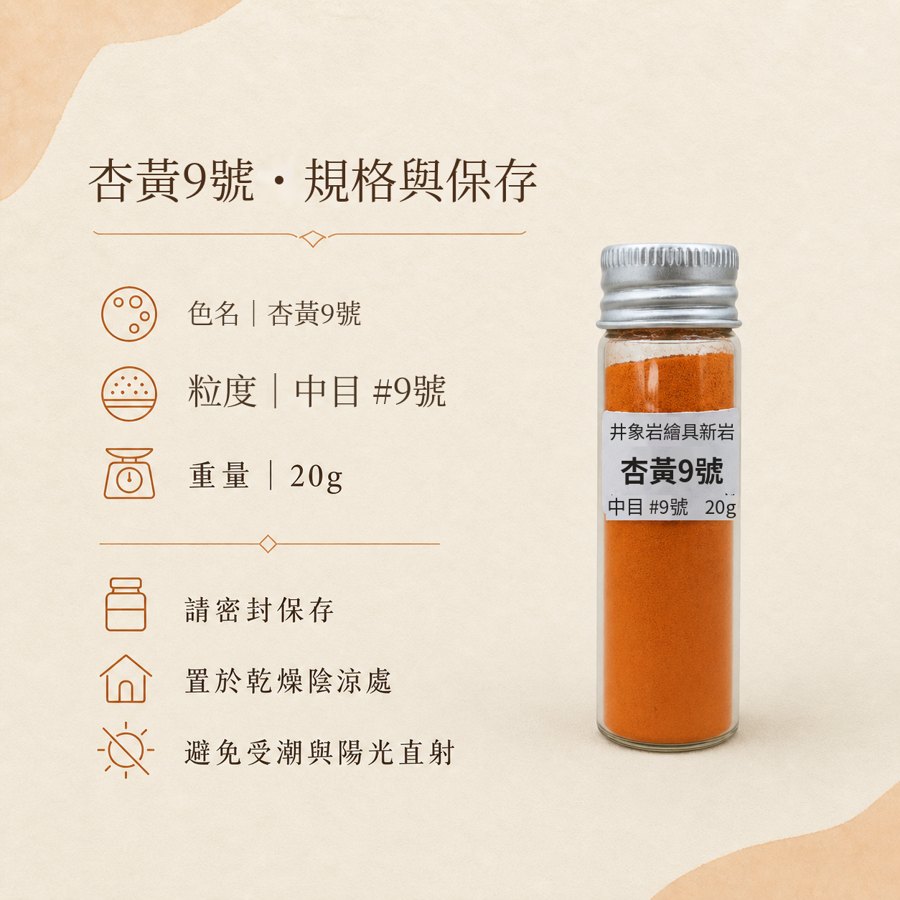 杏黃9號・規格與保存
色名｜杏黃9號
粒度｜中目 #9號
重量｜20g
請密封保存
置於乾燥陰涼處
避免受潮與陽光直射
井象岩繪具新岩
杏黃9號
中目 #9號 20g